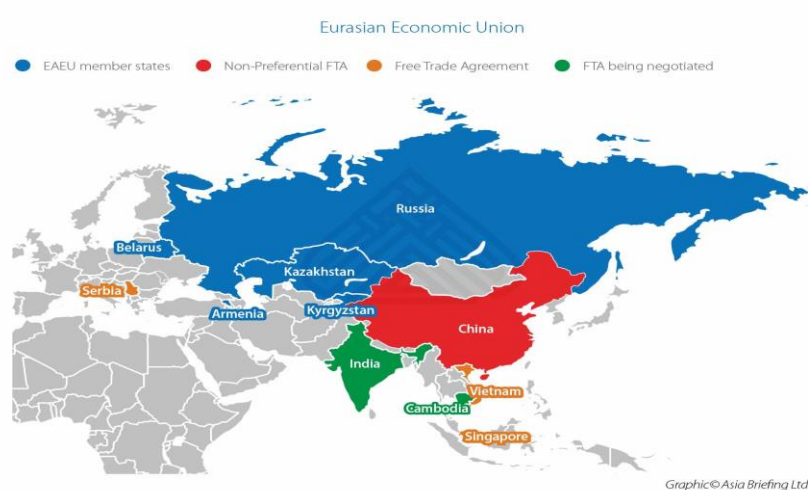 Eurasian Economic Union
EAEU member states
Non-Preferential FTA
Free Trade Agreement
FTA being negotiated
Russia
Belarus
Kazakhstan
Serbia
Armenia
Kyrgyzstan
China
India
Vietnam
Cambodia
Singapore
Graphic© Asia Briefing Ltd